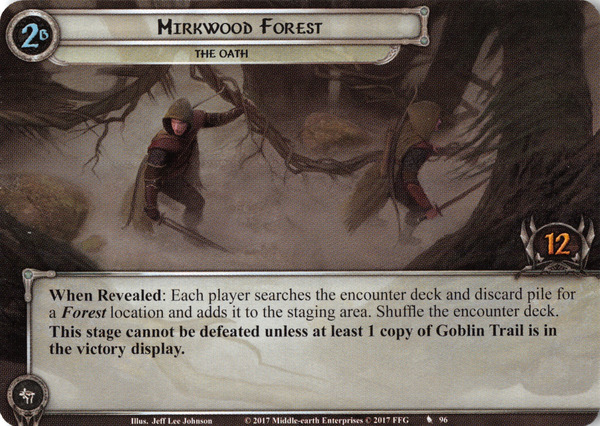 2B
Mirkwood Forest
THE OATH
12
When Revealed: Each player searches the encounter deck and discard pile for
a Forest location and adds it to the staging area. Shuffle the encounter deck.
This stage cannot be defeated unless at least 1 copy of Goblin Trail is in
the victory display.
Illus. Jeff Lee Johnson © 2017 Middle-earth Enterprises © 2017 FFG 96